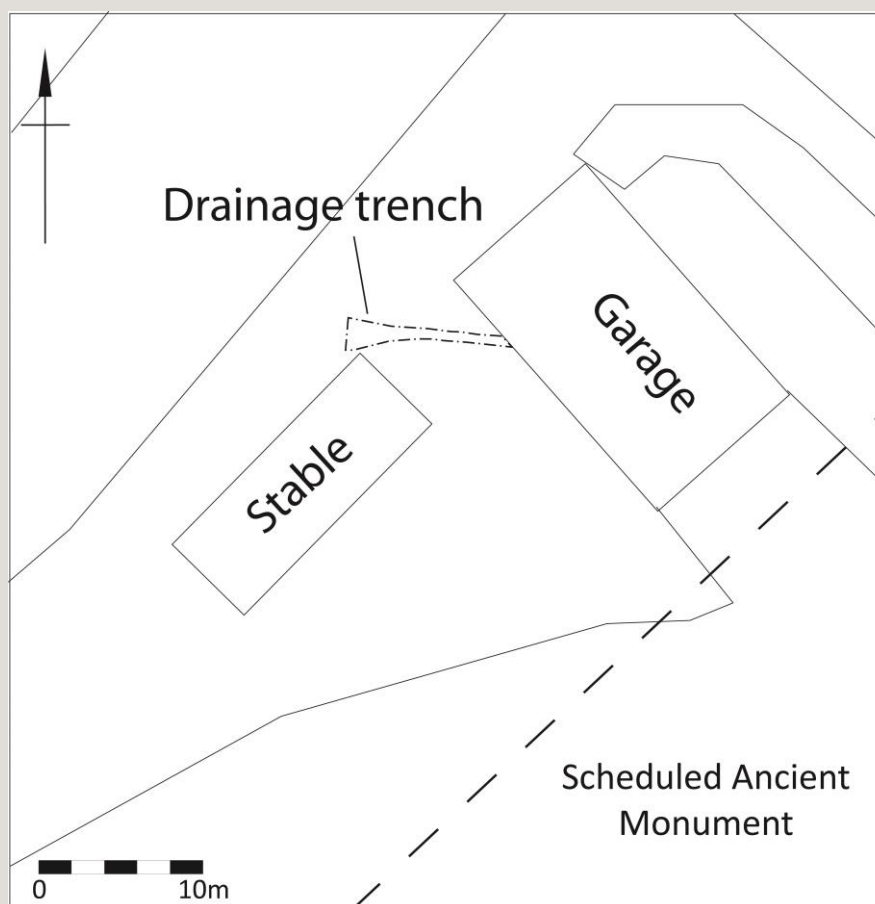 Drainage trench
Garage
Stable
Scheduled Ancient
Monument
0 10m